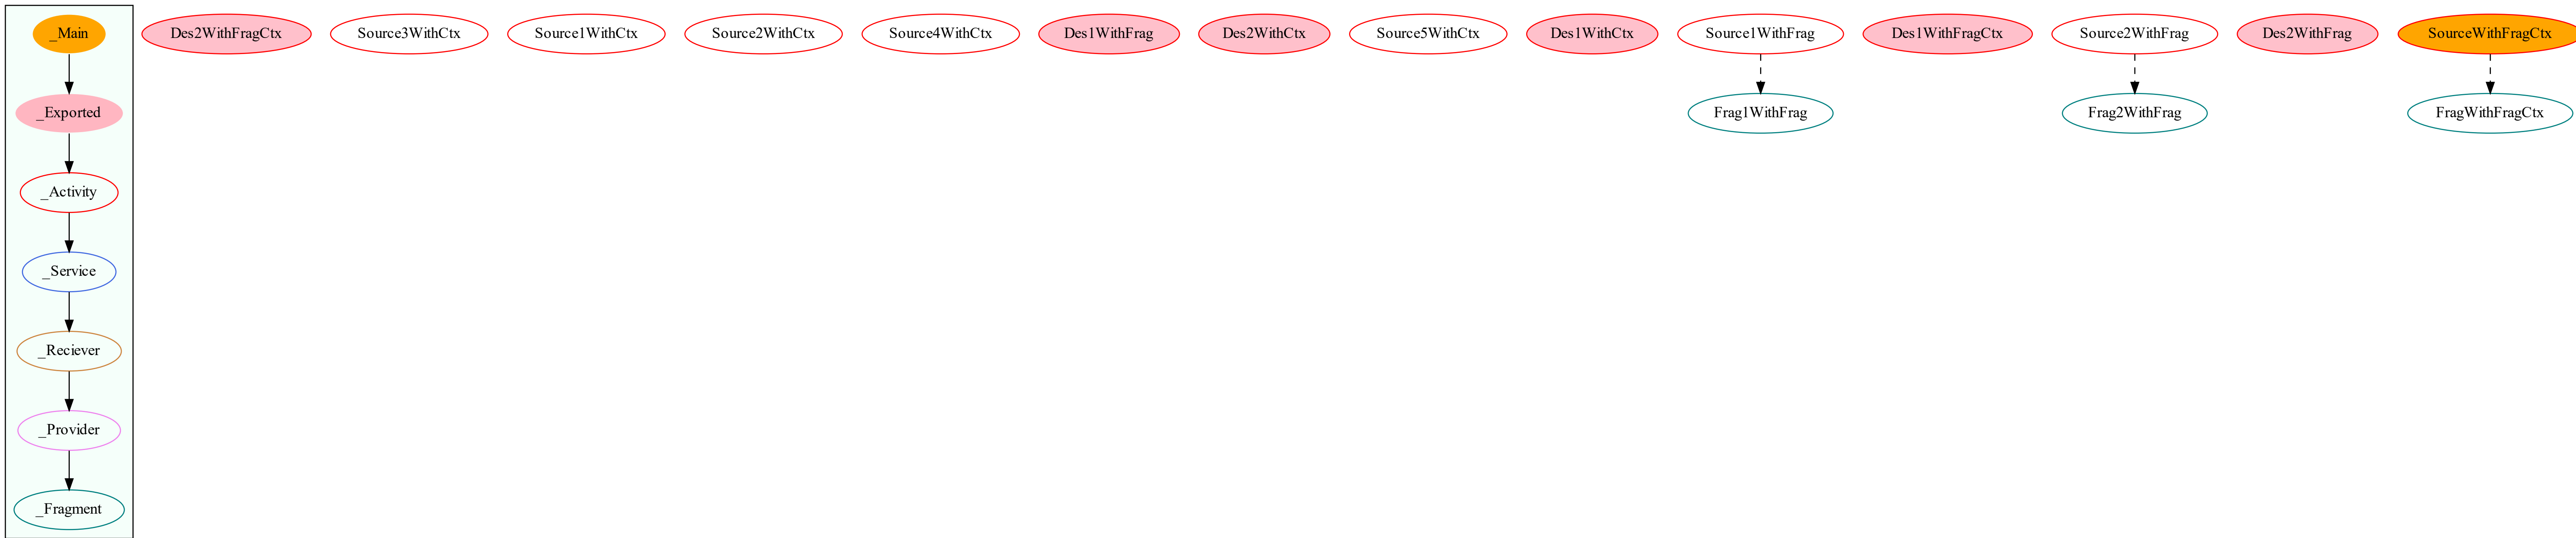 _Main
Des2WithFragCtx
Source3WithCtx
Source1WithCtx
Source2WithCtx
Source4WithCtx
Des1WithFrag
Des2WithCtx
Source5WithCtx
Des1WithCtx
Source1WithFrag
Des1WithFragCtx
Source2WithFrag
Des2WithFrag
SourceWithFragCtx
_Exported
Frag1WithFrag
Frag2WithFrag
FragWithFragCtx
_Activity
_Service
_Reciever
_Provider
_Fragment